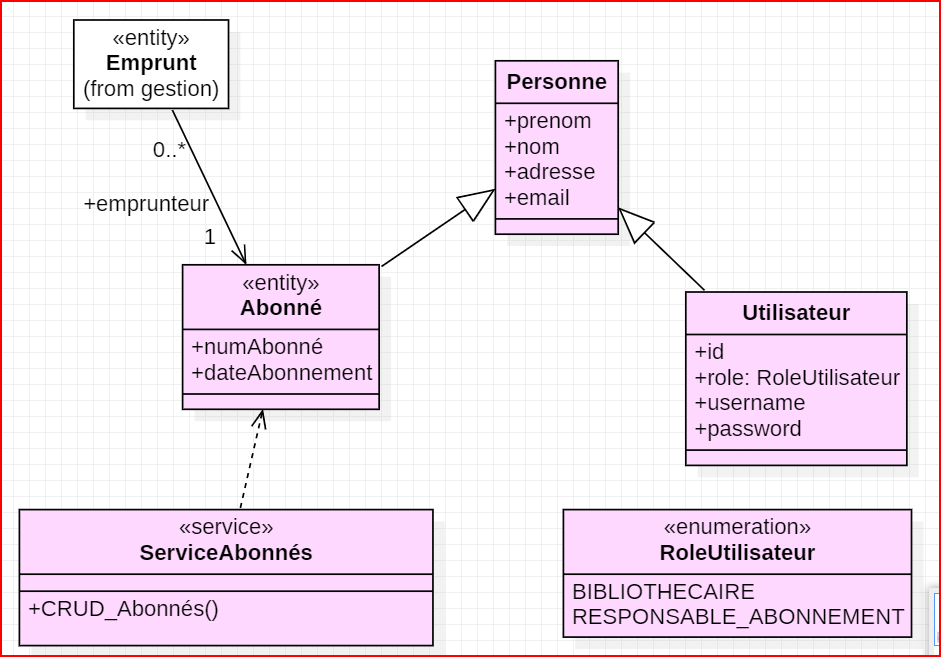 «entity»
Emprunt
(from gestion)
0..*
+emprunteur
1
Personne
+prenom
+nom
+adresse
+email
«entity»
Abonné
+numAbonné
+dateAbonnement
Utilisateur
+id
+role: RoleUtilisateur
+username
+password
«service»
ServiceAbonnés
+CRUD_Abonnés()
«enumeration»
RoleUtilisateur
BIBLIOTHECAIRE
RESPONSABLE_ABONNEMENT